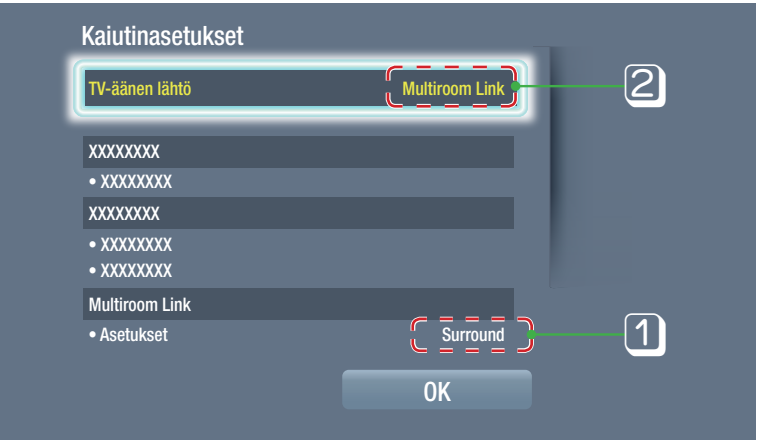 Kaiutinasetukset
TV-äänen lähtö Multiroom Link
2
XXXXXXXX
• XXXXXXXX
XXXXXXXX
• XXXXXXXX
• XXXXXXXX
Multiroom Link
• Asetukset Surround
1
OK